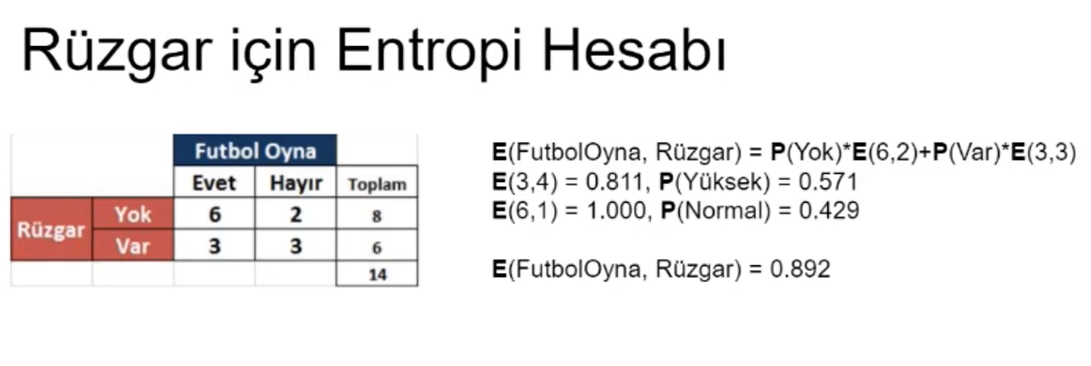 Rüzgar için Entropi Hesabı
Futbol Oyna
Evet Hayır Toplam
Rüzgar
Yok 6 2 8
Var 3 3 6
14
E(FutbolOyna, Rüzgar) = P(Yok)*E(6,2)+P(Var)*E(3,3)
E(3,4) = 0.811, P(Yüksek) = 0.571
E(6,1) = 1.000, P(Normal) = 0.429
E(FutbolOyna, Rüzgar) = 0.892